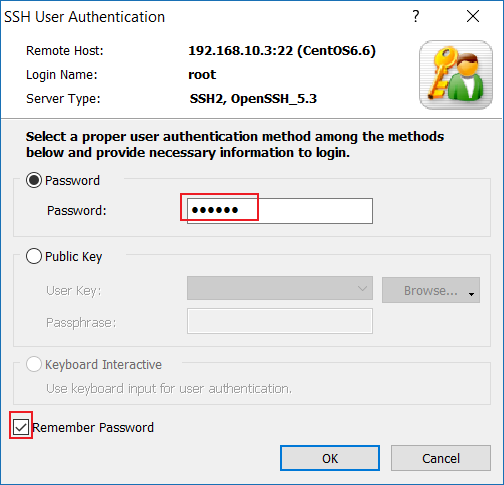 SSH User Authentication
Remote Host: 192.168.10.3:22 (CentOS6.6)
Login Name: root
Server Type: SSH2, OpenSSH_5.3
Select a proper user authentication method among the methods
below and provide necessary information to login.
Password
Password: ●●●●●●
Public Key
User Key: Browse...
Passphrase:
Keyboard Interactive
Use keyboard input for user authentication.
Remember Password
OK Cancel